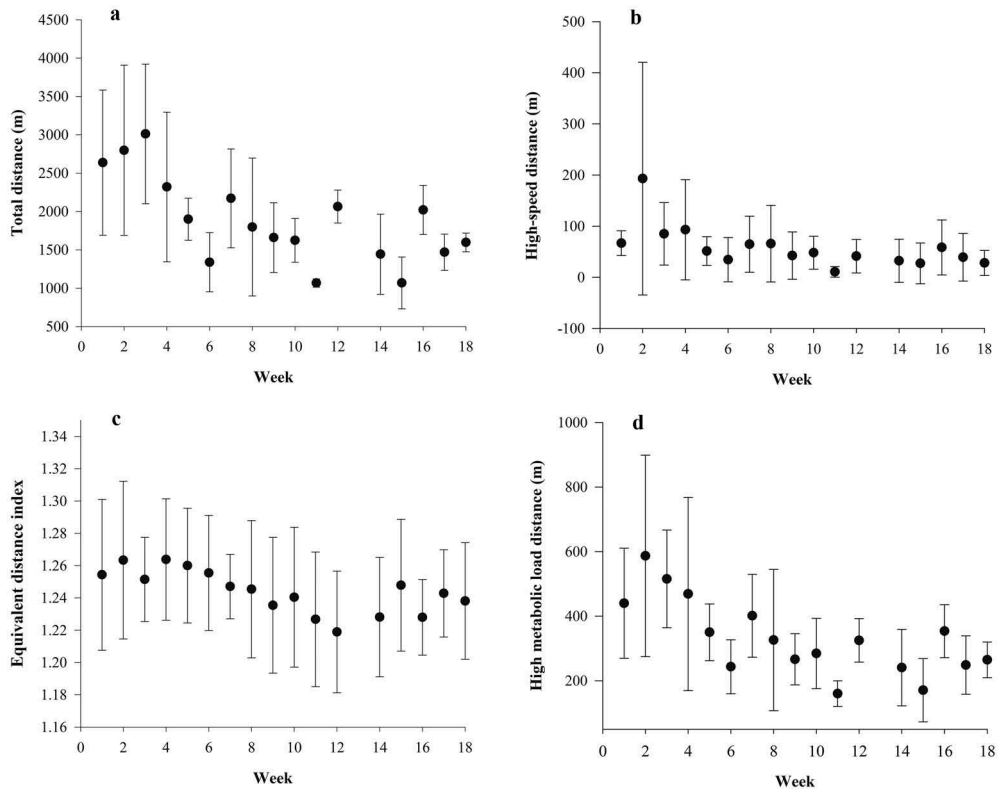 a
4500
4000
3500
3000
2500
2000
1500
1000
500
Total distance (m)
0 2 4 6 8 10 12 14 16 18
Week
b
500
400
300
200
100
0
-100
High-speed distance (m)
0 2 4 6 8 10 12 14 16 18
Week
c
1.34
1.32
1.30
1.28
1.26
1.24
1.22
1.20
1.18
1.16
Equivalent distance index
0 2 4 6 8 10 12 14 16 18
Week
d
1000
800
600
400
200
High metabolic load distance (m)
0 2 4 6 8 10 12 14 16 18
Week